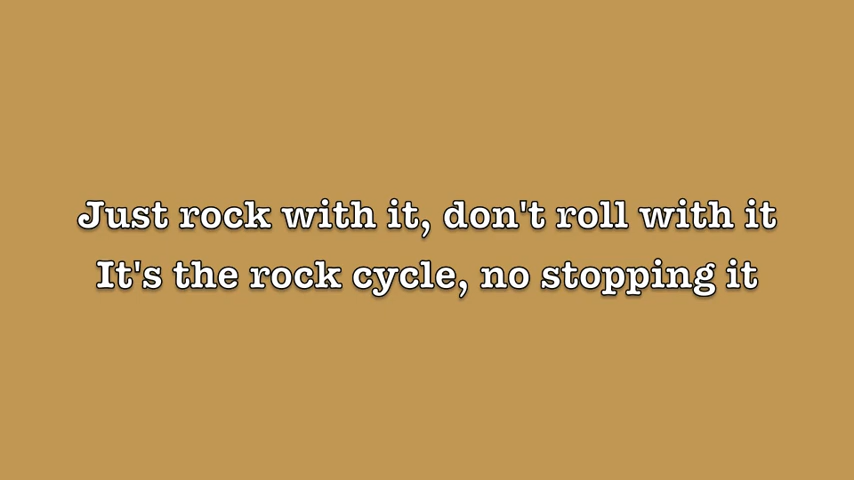 Just rock with it, don't roll with it
It's the rock cycle, no stopping it